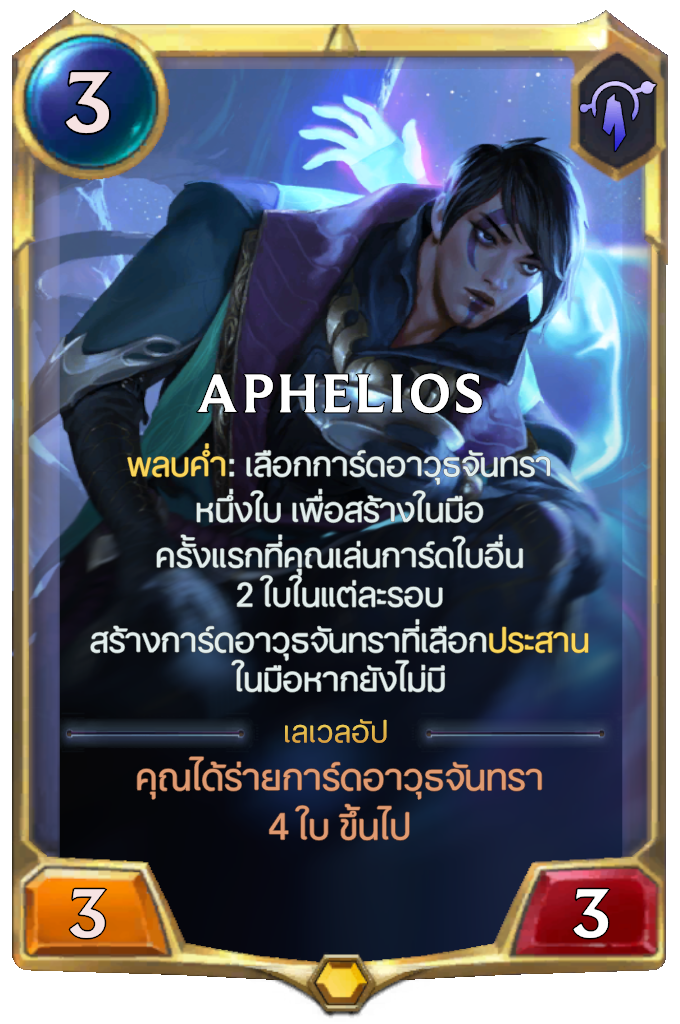 3
APHELIOS
พลบค่ำ: เลือกการ์ดอาวุธจันทรา
หนึ่งใบ เพื่อสร้างในมือ
ครั้งแรกที่คุณเล่นการ์ดใบอื่น
2 ใบในแต่ละรอบ
สร้างการ์ดอาวุธจันทราที่เลือกประสาน
ในมือหากยังไม่มี
เลเวลอัป
คุณได้ร่ายการ์ดอาวุธจันทรา
4 ใบ ขึ้นไป
3
3